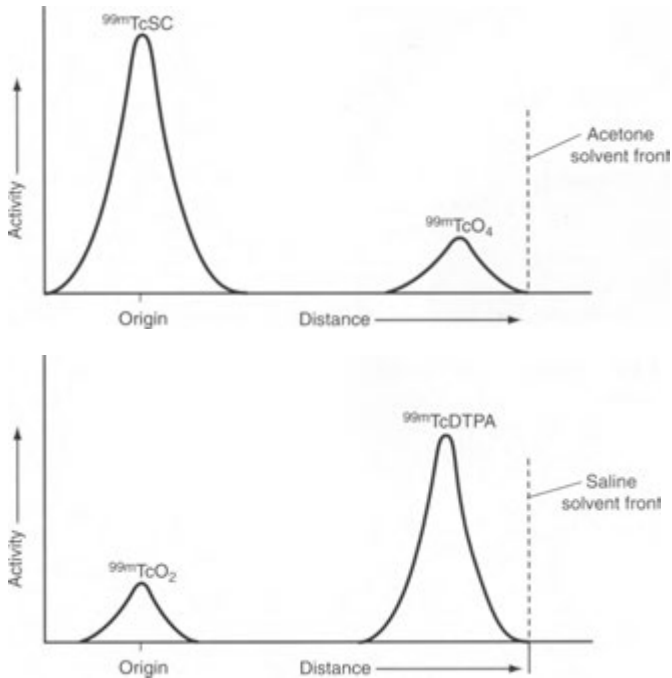 99mTcSC
Acetone
solvent front
99mTcO4
Activity
Origin
Distance
99mTcDTPA
Saline
solvent front
99mTcO2
Activity
Origin
Distance